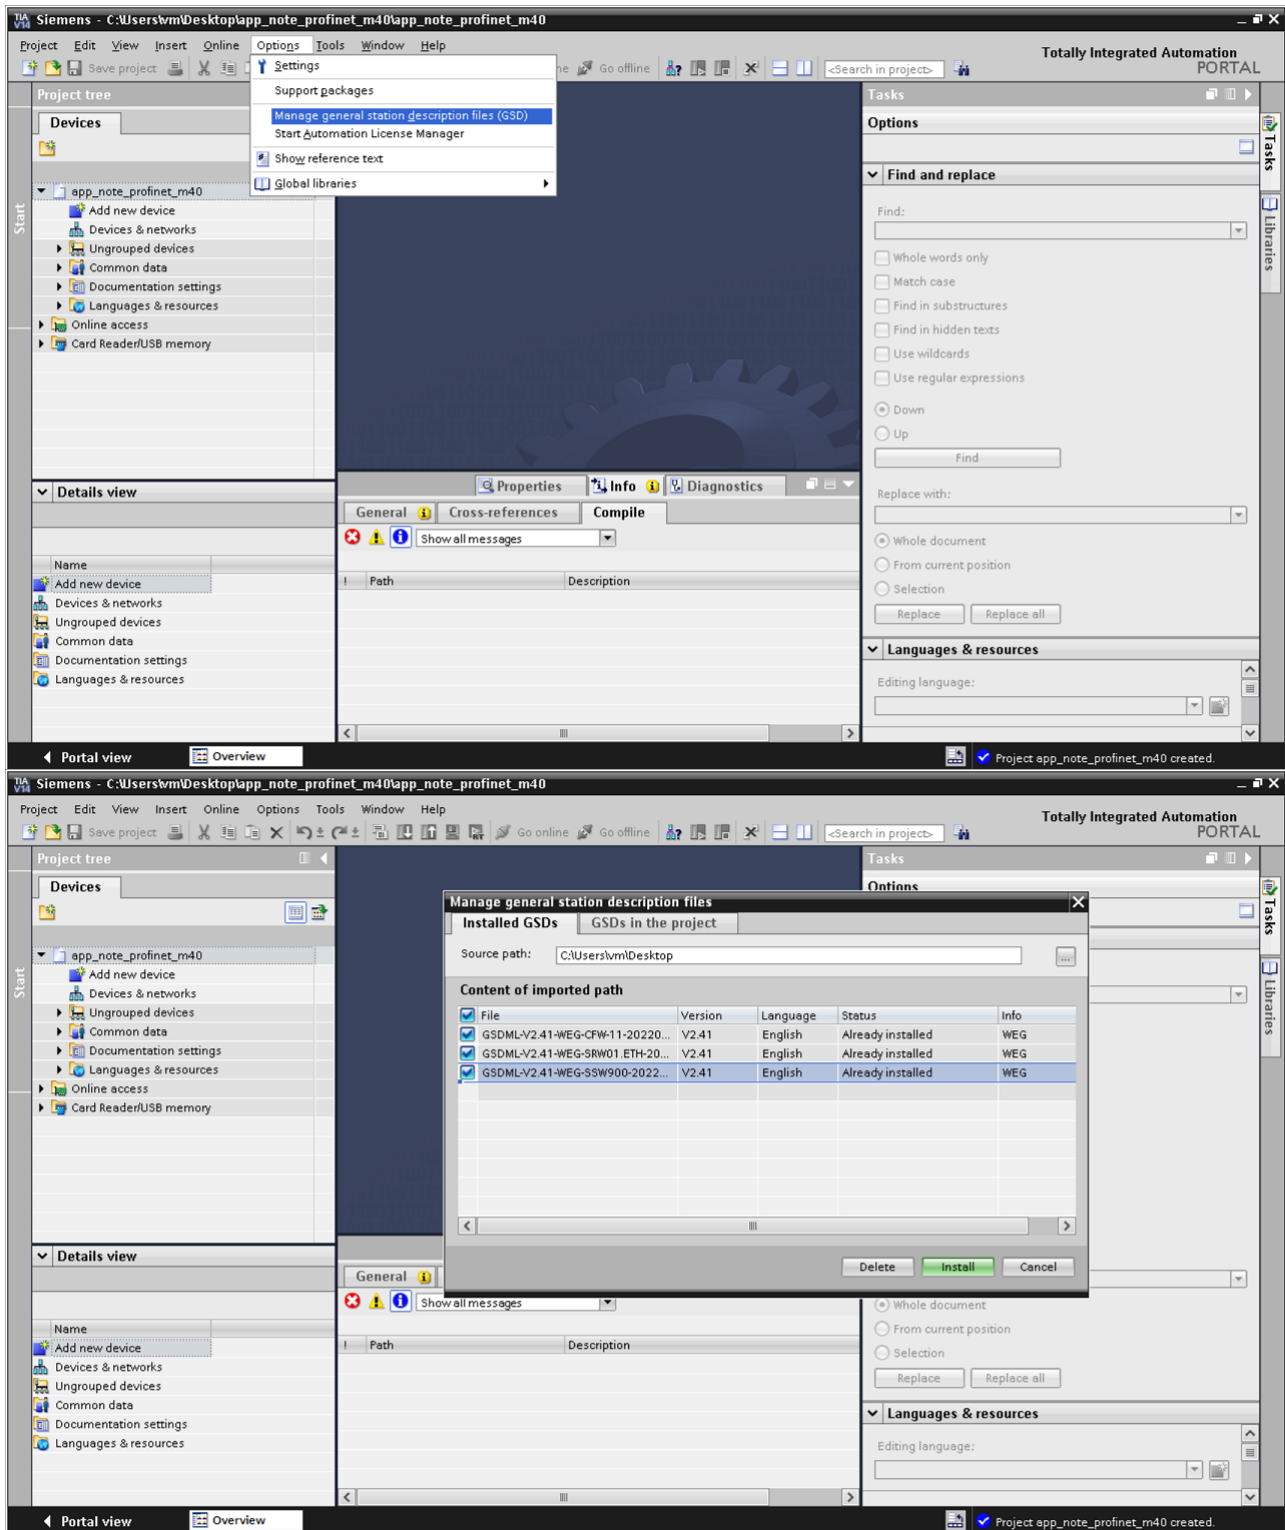 Siemens - C:\Users\vm\Desktop\app_note_profinet_m40\app_note_profinet_m40
Project Edit View Insert Online Options Tools Window Help
Totally Integrated Automation
PORTAL
Save project
Go offline
<Search in project>
Settings
Support packages
Manage general station description files (GSD)
Start Automation License Manager
Show reference text
Global libraries
Project tree
Devices
app_note_profinet_m40
Add new device
Devices & networks
Ungrouped devices
Common data
Documentation settings
Languages & resources
Online access
Card Reader/USB memory
Start
Details view
Name
Add new device
Devices & networks
Ungrouped devices
Common data
Documentation settings
Languages & resources
Properties Info Diagnostics
General Cross-references Compile
Show all messages
! Path Description
Tasks
Options
Find and replace
Find:
Whole words only
Match case
Find in substructures
Find in hidden texts
Use wildcards
Use regular expressions
Down
Up
Find
Replace with:
Whole document
From current position
Selection
Replace Replace all
Languages & resources
Editing language:
Tasks
Libraries
Portal view Overview
Project app_note_profinet_m40 created.
Siemens - C:\Users\vm\Desktop\app_note_profinet_m40\app_note_profinet_m40
Project Edit View Insert Online Options Tools Window Help
Totally Integrated Automation
PORTAL
Save project Go online Go offline
<Search in project>
Project tree
Devices
app_note_profinet_m40
Add new device
Devices & networks
Ungrouped devices
Common data
Documentation settings
Languages & resources
Online access
Card Reader/USB memory
Start
Details view
Name
Add new device
Devices & networks
Ungrouped devices
Common data
Documentation settings
Languages & resources
Manage general station description files
Installed GSDs GSDs in the project
Source path: C:\Users\vm\Desktop
Content of imported path
File Version Language Status Info
GSDML-V2.41-WEG-CFW-11-20220... V2.41 English Already installed WEG
GSDML-V2.41-WEG-SRW01.ETH-20... V2.41 English Already installed WEG
GSDML-V2.41-WEG-SSW900-2022... V2.41 English Already installed WEG
Delete Install Cancel
General
Show all messages
! Path Description
Tasks
Options
Whole document
From current position
Selection
Replace Replace all
Languages & resources
Editing language:
Tasks
Libraries
Portal view Overview
Project app_note_profinet_m40 created.